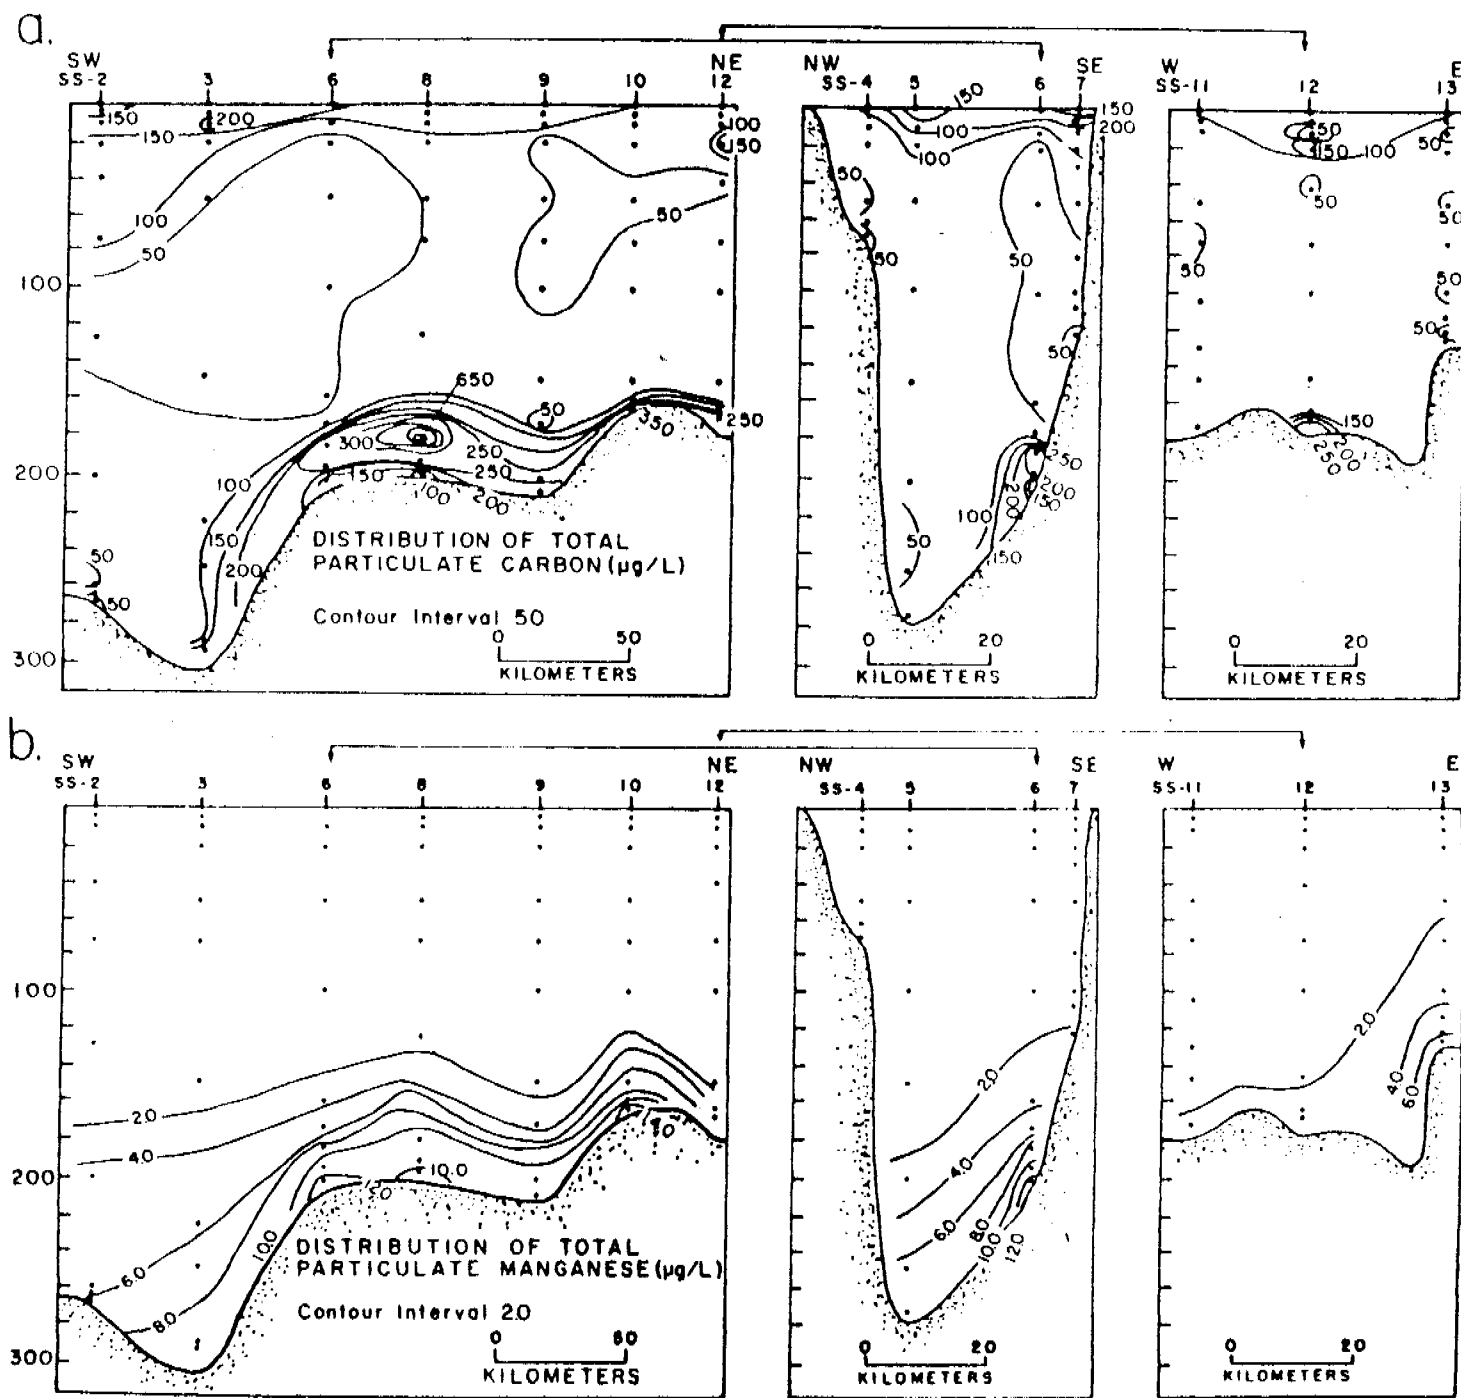 a.
SW NE NW SE W E
SS-2 3 6 8 9 10 12 SS-4 5 6 7 SS-11 12 13
150 200 100 150 150 50
150 150 200 50
100 150 100
100 50 50 50 50
50 50 50 50
100
50 50
650 50
300 250 350 250 250 150
200 100 150 250 200 200 250
100 200 200 150
150 100 150
200 50
50
50
300
DISTRIBUTION OF TOTAL
PARTICULATE CARBON (µg/L)
Contour Interval 50
0 50 0 20 0 20
KILOMETERS KILOMETERS KILOMETERS
b.
SW NE NW SE W E
SS-2 3 6 8 9 10 12 SS-4 5 6 7 SS-11 12 13
100
2.0 2.0 2.0
4.0 4.0 4.0 6.0
200 10.0
6.0 10.0 6.0 8.0 10.0 12.0
8.0
300
DISTRIBUTION OF TOTAL
PARTICULATE MANGANESE (µg/L)
Contour Interval 2.0
0 50 0 20 0 20
KILOMETERS KILOMETERS KILOMETERS